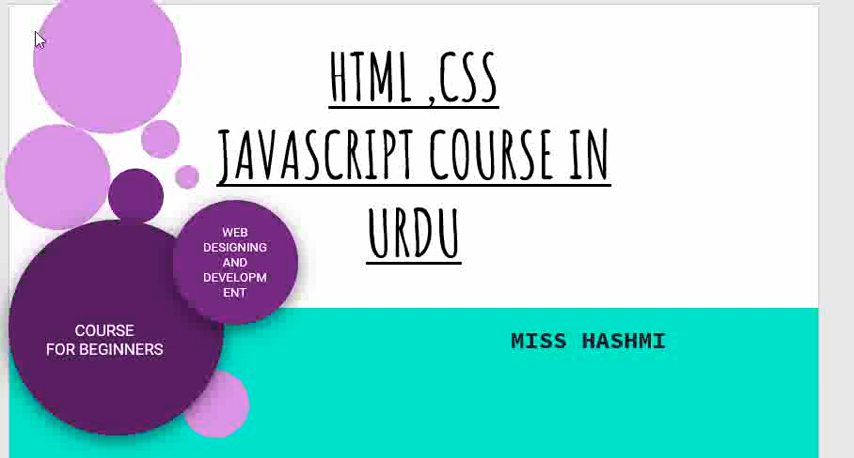 HTML ,CSS
JAVASCRIPT COURSE IN
URDU
WEB
DESIGNING
AND
DEVELOPM
ENT
COURSE
FOR BEGINNERS
MISS HASHMI